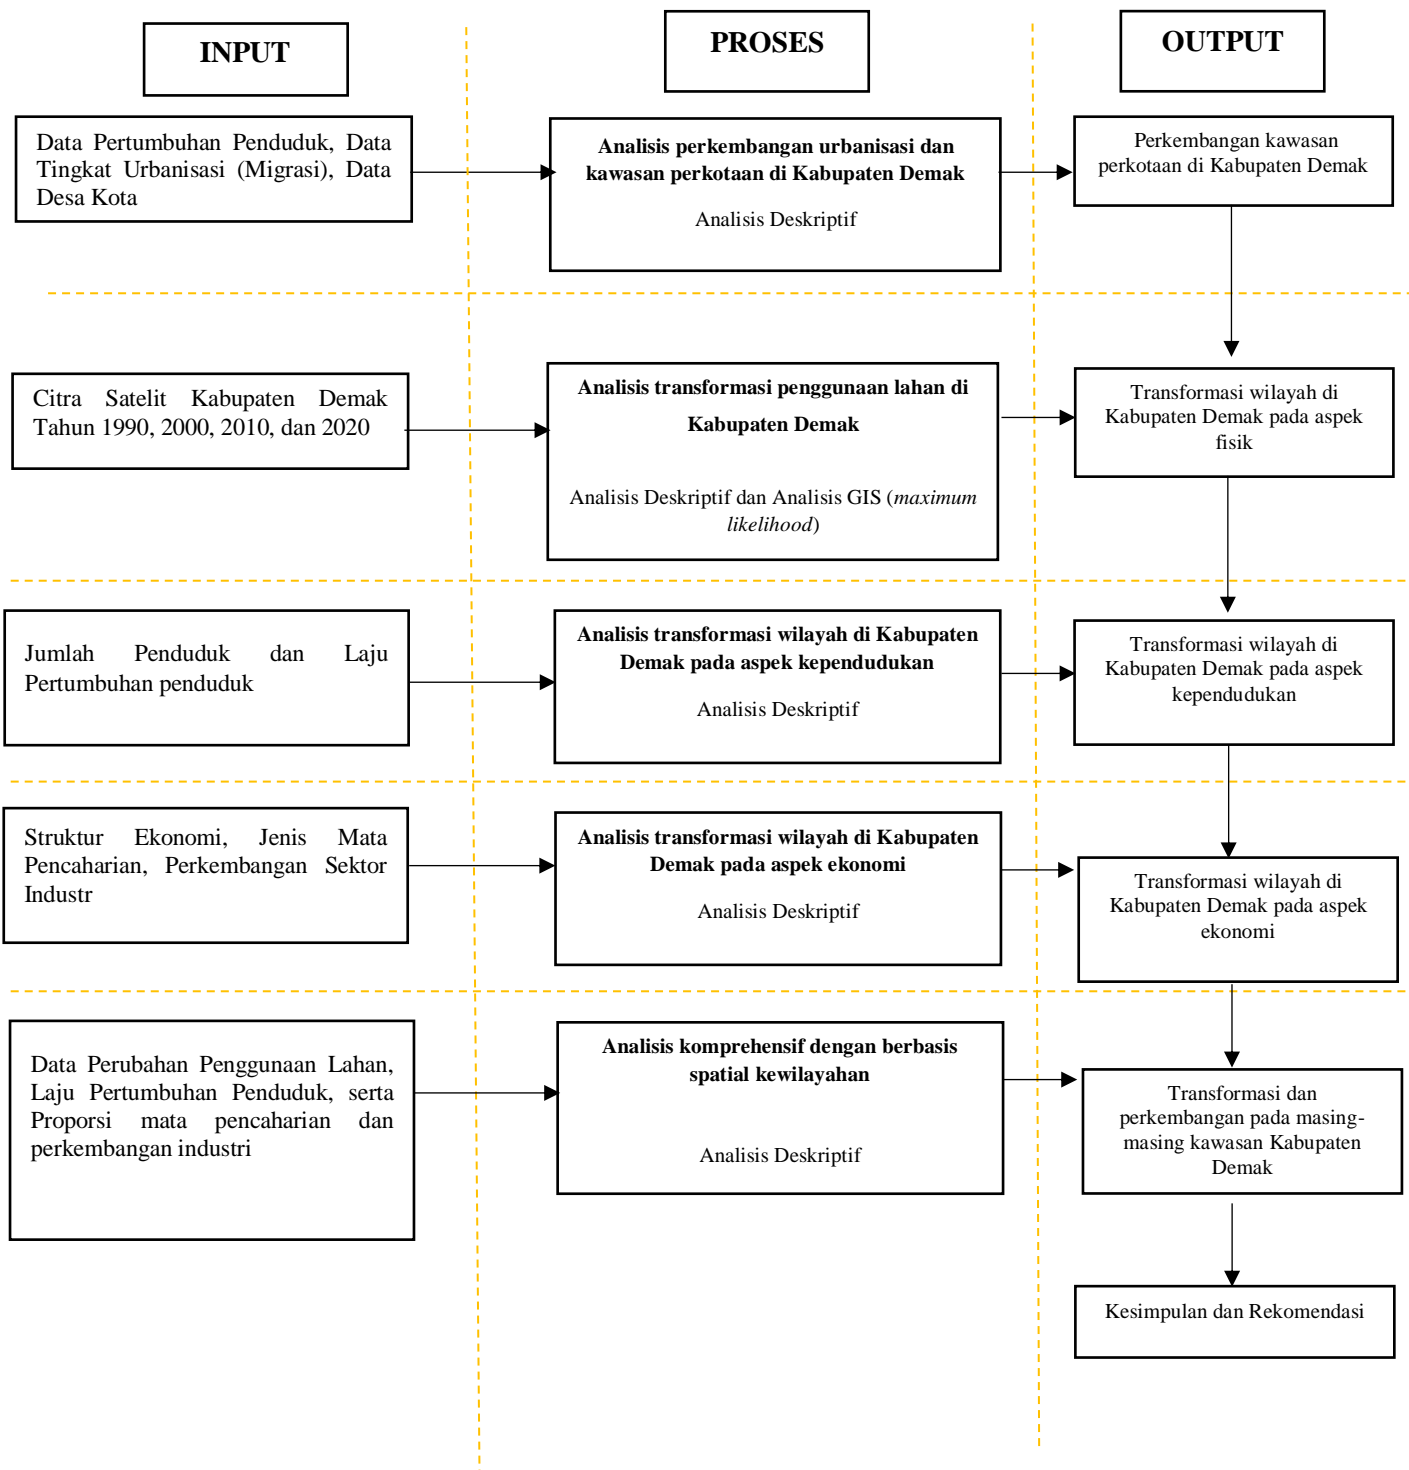 INPUT
PROSES
OUTPUT
Data Pertumbuhan Penduduk, Data
Tingkat Urbanisasi (Migrasi), Data
Desa Kota
Analisis perkembangan urbanisasi dan
kawasan perkotaan di Kabupaten Demak
Analisis Deskriptif
Perkembangan kawasan
perkotaan di Kabupaten Demak
Citra Satelit Kabupaten Demak
Tahun 1990, 2000, 2010, dan 2020
Analisis transformasi penggunaan lahan di
Kabupaten Demak
Analisis Deskriptif dan Analisis GIS (maximum
likelihood)
Transformasi wilayah di
Kabupaten Demak pada aspek
fisik
Jumlah Penduduk dan Laju
Pertumbuhan penduduk
Analisis transformasi wilayah di Kabupaten
Demak pada aspek kependudukan
Analisis Deskriptif
Transformasi wilayah di
Kabupaten Demak pada aspek
kependudukan
Struktur Ekonomi, Jenis Mata
Pencaharian, Perkembangan Sektor
Industr
Analisis transformasi wilayah di Kabupaten
Demak pada aspek ekonomi
Analisis Deskriptif
Transformasi wilayah di
Kabupaten Demak pada aspek
ekonomi
Data Perubahan Penggunaan Lahan,
Laju Pertumbuhan Penduduk, serta
Proporsi mata pencaharian dan
perkembangan industri
Analisis komprehensif dengan berbasis
spatial kewilayahan
Analisis Deskriptif
Transformasi dan
perkembangan pada masing-
masing kawasan Kabupaten
Demak
Kesimpulan dan Rekomendasi